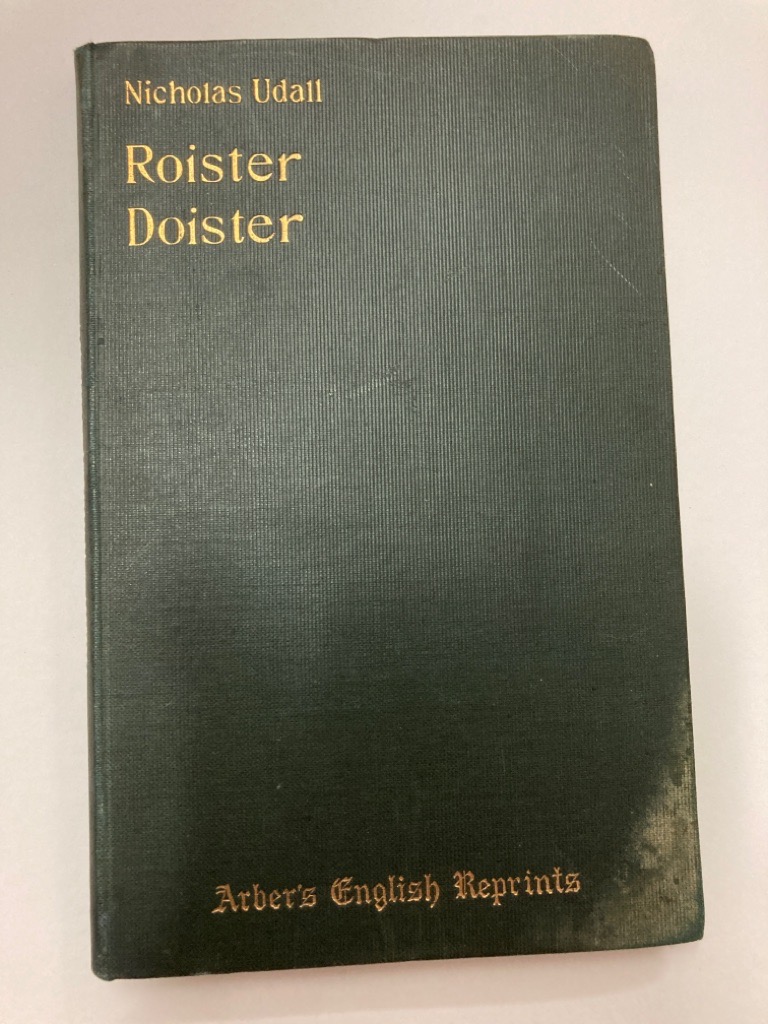 Nicholas Udall
Roister
Doister
Arber's English Reprints